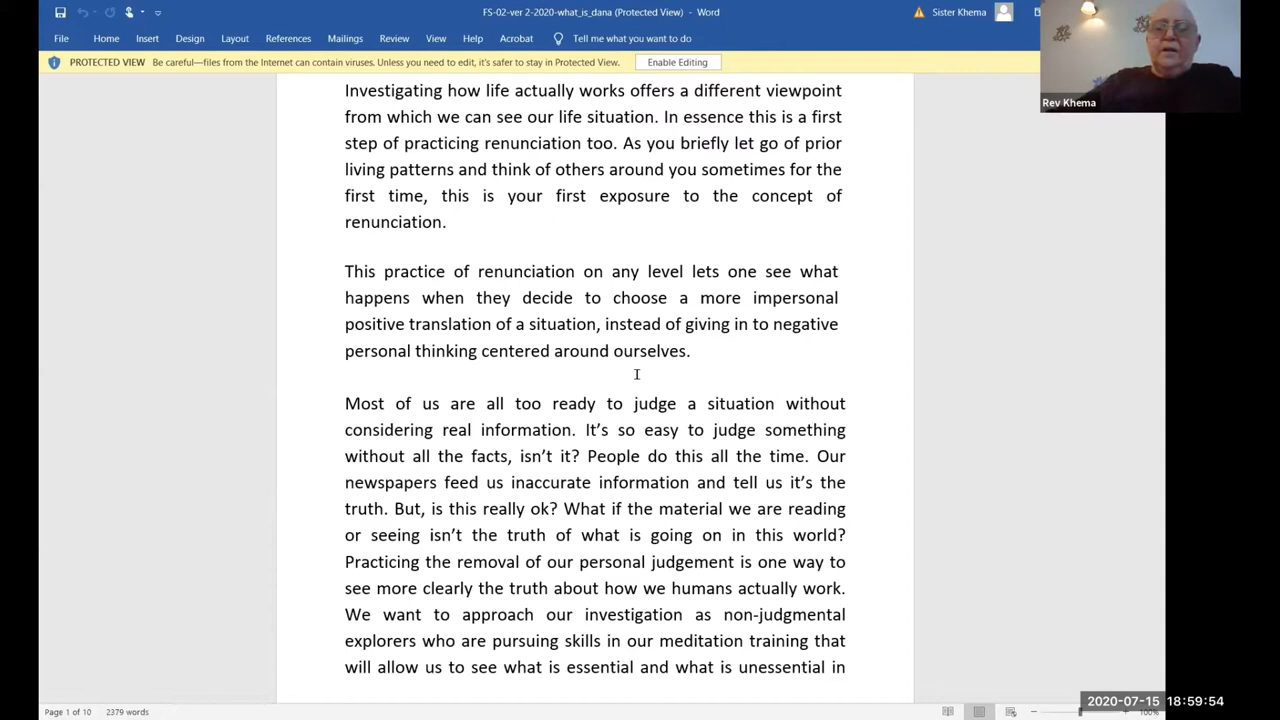 FS-02-ver 2-2020-what_is_dana (Protected View) - Word
Sister Khema
File Home Insert Design Layout References Mailings Review View Help Acrobat Tell me what you want to do
PROTECTED VIEW Be careful—files from the Internet can contain viruses. Unless you need to edit, it's safer to stay in Protected View. Enable Editing
Rev Khema
Investigating how life actually works offers a different viewpoint
from which we can see our life situation. In essence this is a first
step of practicing renunciation too. As you briefly let go of prior
living patterns and think of others around you sometimes for the
first time, this is your first exposure to the concept of
renunciation.
This practice of renunciation on any level lets one see what
happens when they decide to choose a more impersonal
positive translation of a situation, instead of giving in to negative
personal thinking centered around ourselves.
Most of us are all too ready to judge a situation without
considering real information. It's so easy to judge something
without all the facts, isn't it? People do this all the time. Our
newspapers feed us inaccurate information and tell us it's the
truth. But, is this really ok? What if the material we are reading
or seeing isn't the truth of what is going on in this world?
Practicing the removal of our personal judgement is one way to
see more clearly the truth about how we humans actually work.
We want to approach our investigation as non-judgmental
explorers who are pursuing skills in our meditation training that
will allow us to see what is essential and what is unessential in
Page 1 of 10 2379 words
2020-07-15 18:59:54
100%